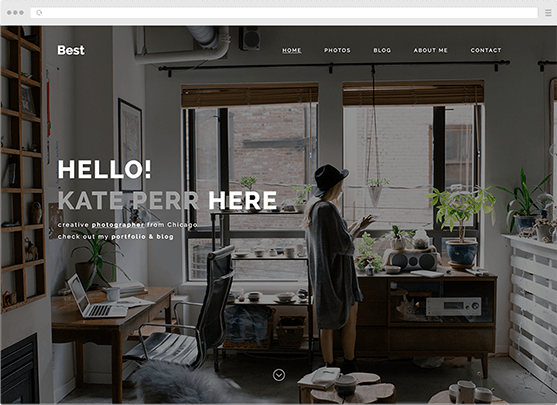 Best
HOME PHOTOS BLOG ABOUT ME CONTACT
HELLO!
KATE PERR HERE
creative photographer from Chicago
check out my portfolio & blog